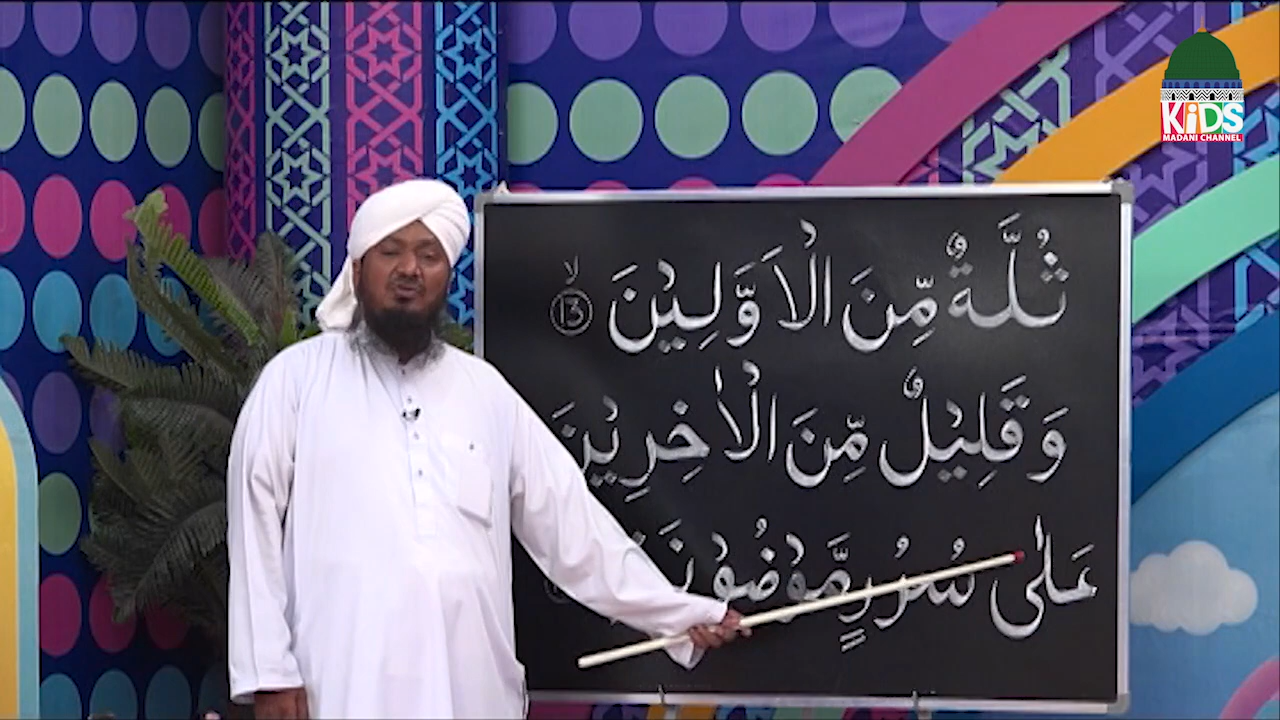 KiDS
MADANI CHANNEL
ثُلَّةٌ مِّنَ الْاَوَّلِيْنَ ۙ 13
وَ قَلِيْلٌ مِّنَ الْاٰخِرِيْنَ
عَلٰى سُرُرٍ مَّوْضُوْنَةٍ